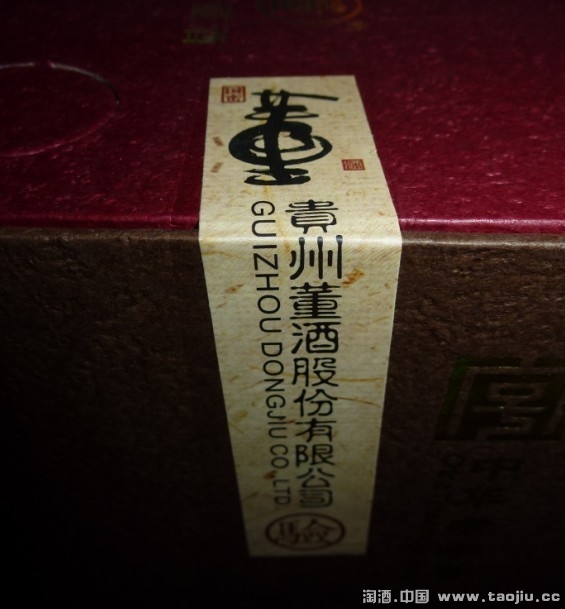 董
貴州董酒股份有限公司
GUIZHOU DONGJIU CO.,LTD.
驗
淘酒.中国 www.taojiu.cc